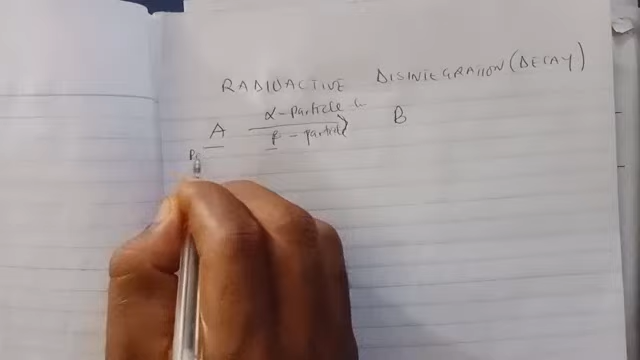 RADIOACTIVE DISINTEGRATION (DECAY)
α-particle
A B
β-particle